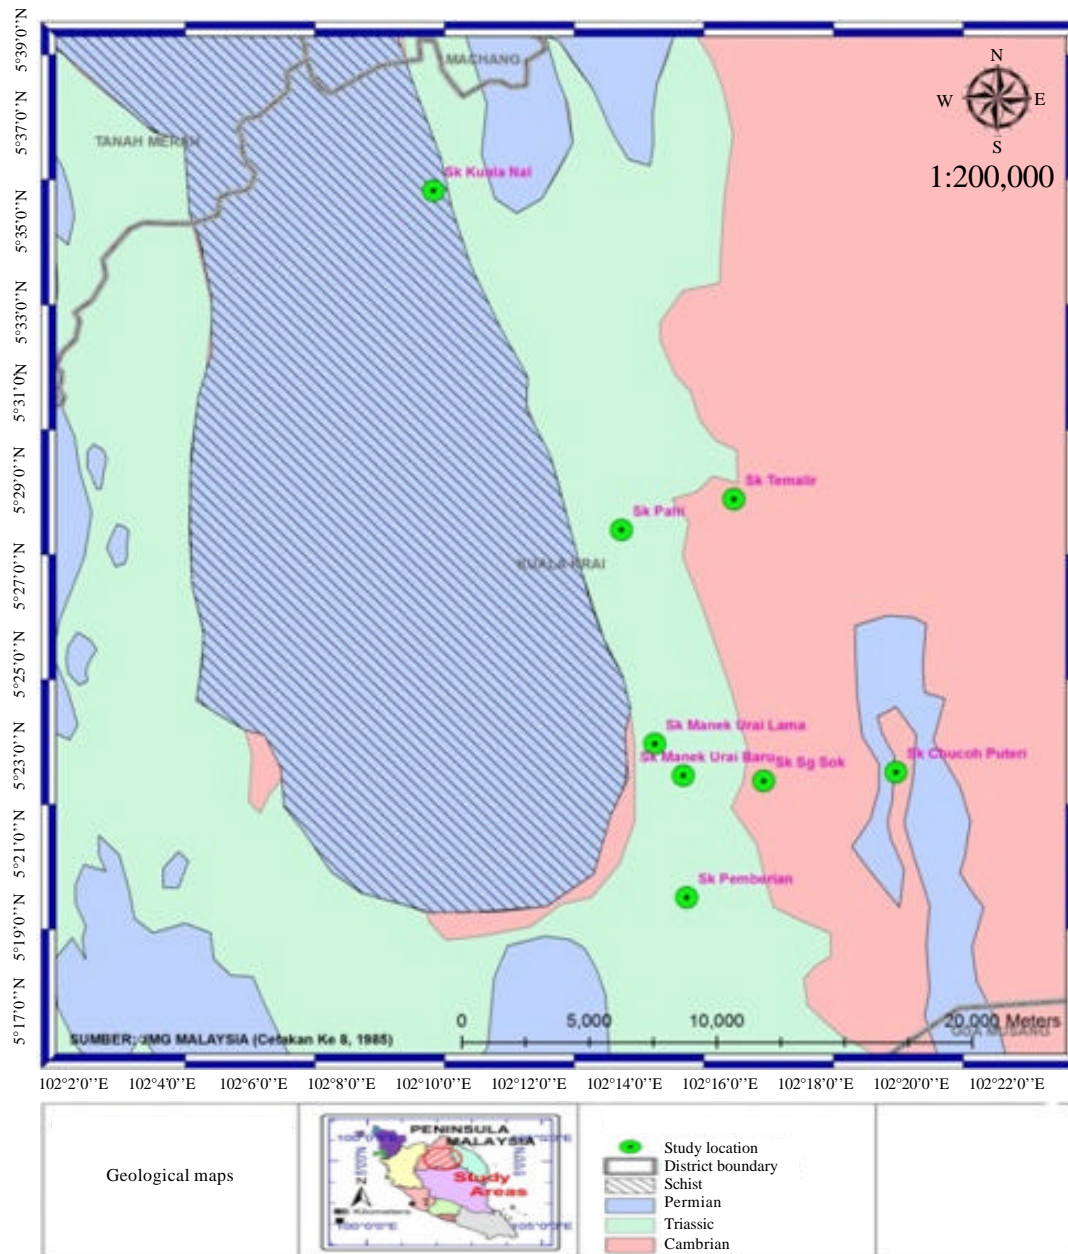 5°39'0''N
5°37'0''N
5°35'0''N
5°33'0''N
5°31'0''N
5°29'0''N
5°27'0''N
5°25'0''N
5°23'0''N
5°21'0''N
5°19'0''N
5°17'0''N
MACHANG
TANAH MERAH
N
W
E
S
1:200,000
Sk Kuala Nal
Sk Temalir
Sk Pahi
KUALA KRAI
Sk Manek Urai Lama
Sk Manek Urai Baru
Sk Sg Sok
Sk Chucoh Puteri
Sk Pemberian
0
5,000
10,000
20,000 Meters
SUMBER: JMG MALAYSIA (Cetakan Ke 8, 1985)
GUA MUSANG
102°2'0''E
102°4'0''E
102°6'0''E
102°8'0''E
102°10'0''E
102°12'0''E
102°14'0''E
102°16'0''E
102°18'0''E
102°20'0''E
102°22'0''E
Geological maps
PENINSULA
MALAYSIA
Study
Areas
N
Kilometers
Study location
District boundary
Schist
Permian
Triassic
Cambrian